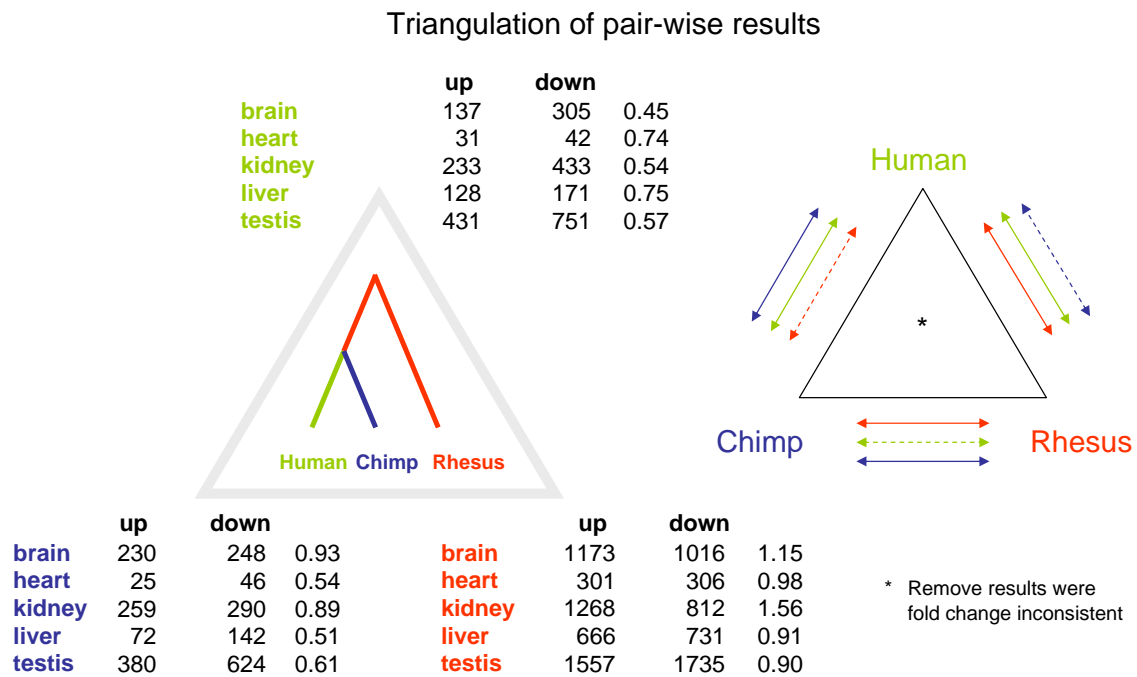 Triangulation of pair-wise results
up down
brain 137 305 0.45
heart 31 42 0.74
kidney 233 433 0.54
liver 128 171 0.75
testis 431 751 0.57
Human Chimp Rhesus
Human
*
Chimp Rhesus
up down
brain 230 248 0.93
heart 25 46 0.54
kidney 259 290 0.89
liver 72 142 0.51
testis 380 624 0.61
up down
brain 1173 1016 1.15
heart 301 306 0.98
kidney 1268 812 1.56
liver 666 731 0.91
testis 1557 1735 0.90
* Remove results were
fold change inconsistent